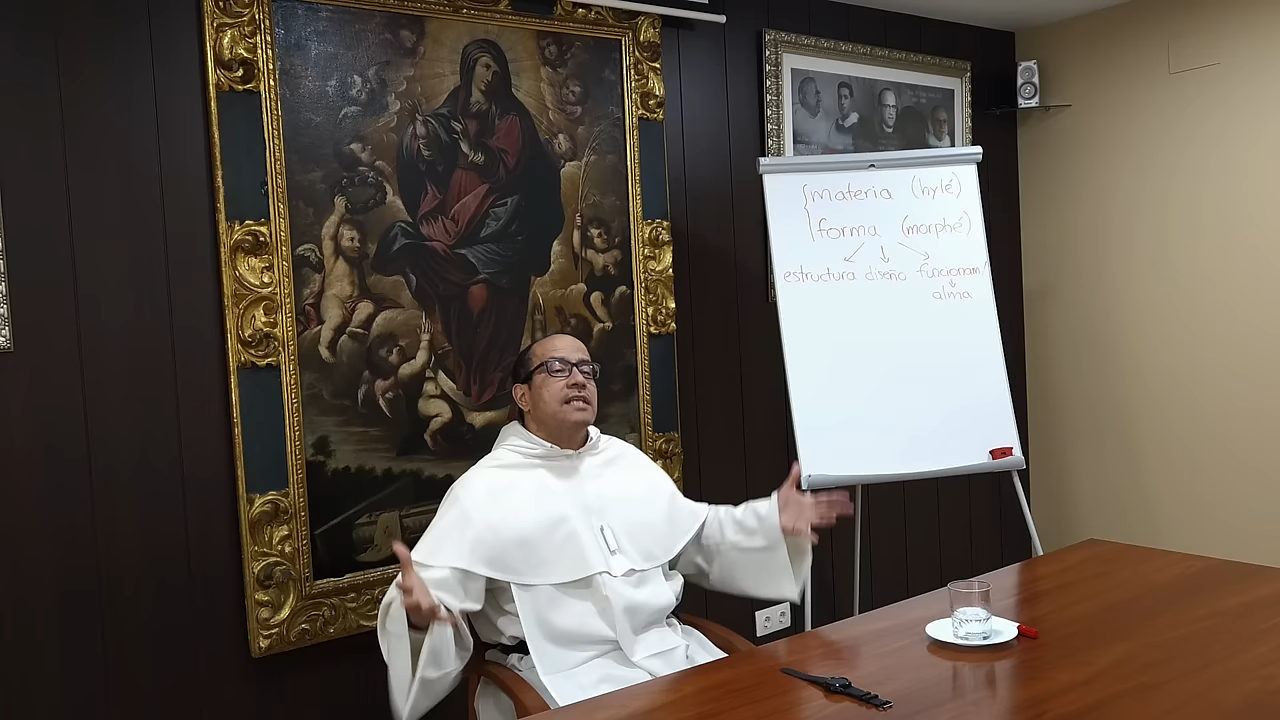 materia (hylé)
forma (morphé)
estructura diseño funcionam/
alma